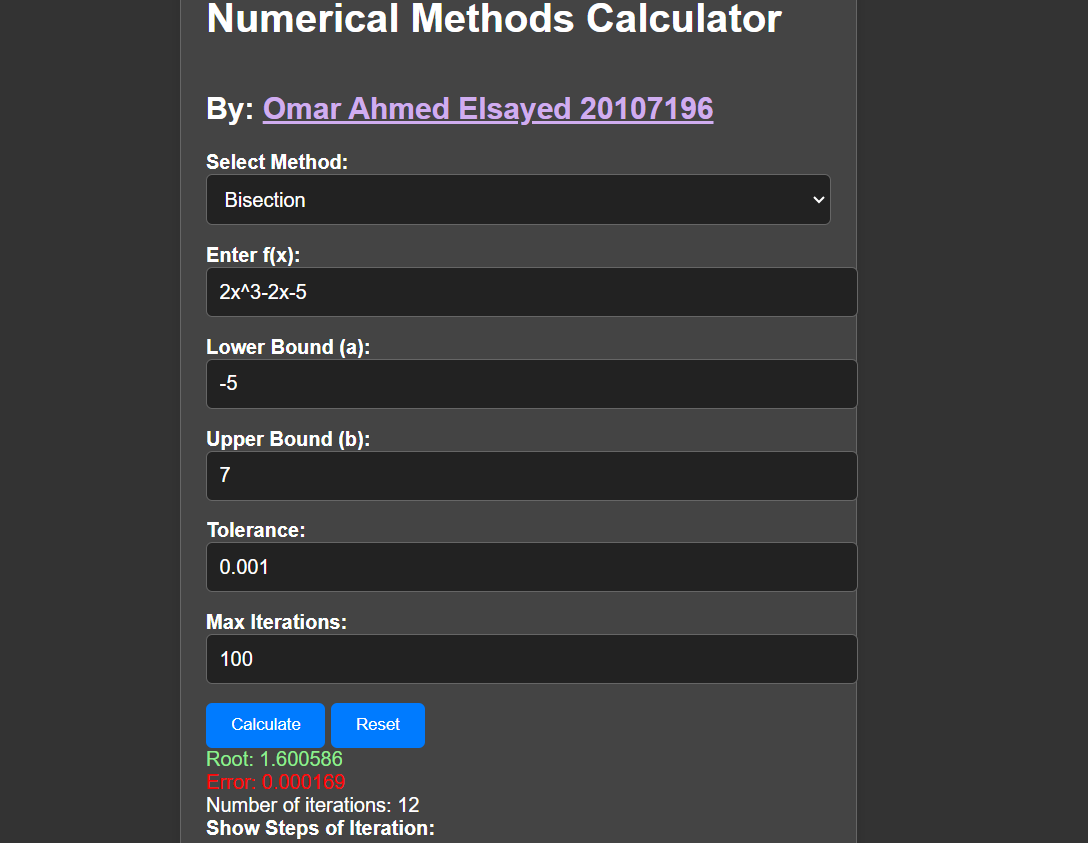 Numerical Methods Calculator
By: Omar Ahmed Elsayed 20107196
Select Method:
Bisection
Enter f(x):
2x^3-2x-5
Lower Bound (a):
-5
Upper Bound (b):
7
Tolerance:
0.001
Max Iterations:
100
Calculate Reset
Root: 1.600586
Error: 0.000169
Number of iterations: 12
Show Steps of Iteration: